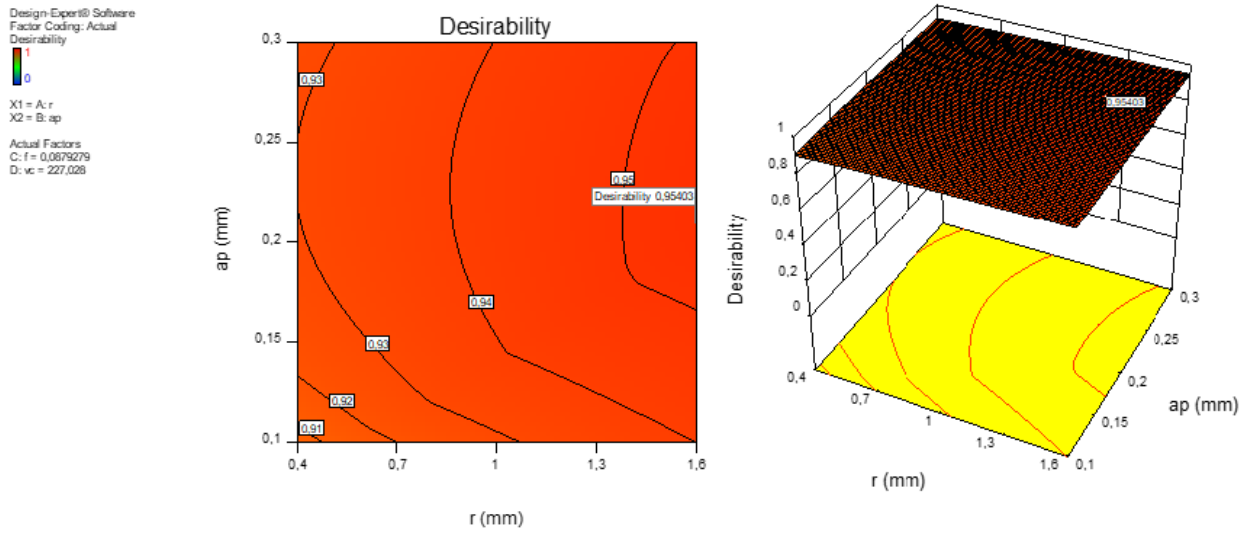 Design-Expert® Software
Factor Coding: Actual
Desirability
1
0
X1 = A: r
X2 = B: ap
Actual Factors
C: f = 0,0879279
D: vc = 227,028
Desirability
0,3
0,25
0,2
0,15
0,1
ap (mm)
0,93
0,95
Desirability 0,95403
0,94
0,93
0,92
0,91
0,4
0,7
1
1,3
1,6
r (mm)
0,95403
1
0,8
0,6
0,4
0,2
0
Desirability
0,4
0,7
1
1,3
1,6
r (mm)
0,1
0,15
0,2
0,25
0,3
ap (mm)